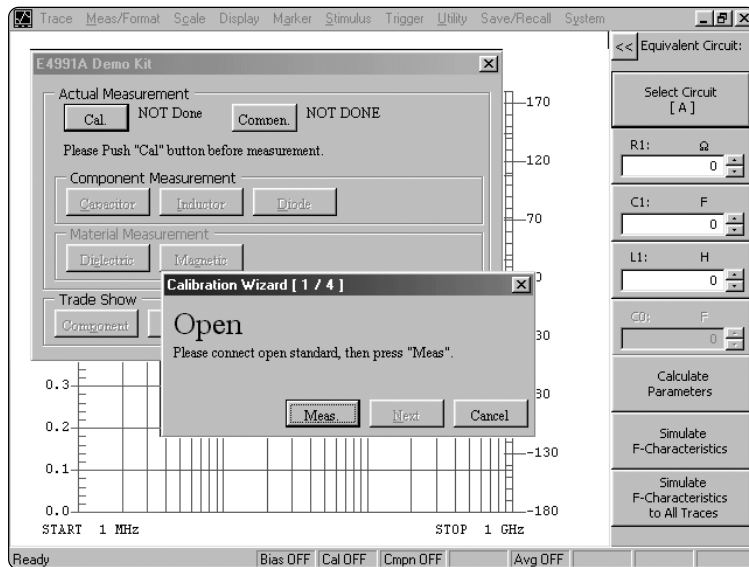 Trace Meas/Format Scale Display Marker Stimulus Trigger Utility Save/Recall System
<< Equivalent Circuit:
E4991A Demo Kit
Actual Measurement
Cal. NOT Done Compen. NOT DONE
Please Push "Cal" button before measurement.
Component Measurement
Capacitor Inductor Diode
Material Measurement
Dielectric Magnetic
Trade Show
Component
Calibration Wizard [ 1 / 4 ]
Open
Please connect open standard, then press "Meas".
Meas. Next Cancel
170
120
70
0
30
80
-130
-180
0.3
0.2
0.1
0.0
START 1 MHz STOP 1 GHz
Select Circuit
[ A ]
R1: Ω
0
C1: F
0
L1: H
0
C0: F
0
Calculate
Parameters
Simulate
F-Characteristics
Simulate
F-Characteristics
to All Traces
Ready Bias OFF Cal OFF Cmpn OFF Avg OFF